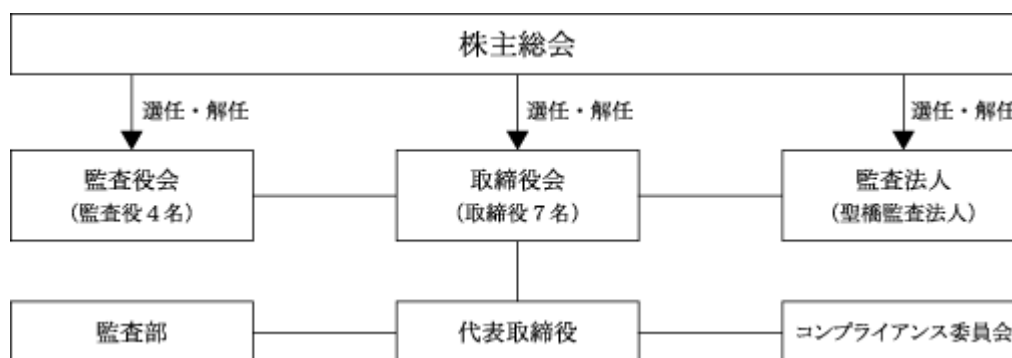 株主総会
選任・解任
選任・解任
選任・解任
監査役会
(監査役4名)
取締役会
(取締役7名)
監査法人
(聖橋監査法人)
監査部
代表取締役
コンプライアンス委員会